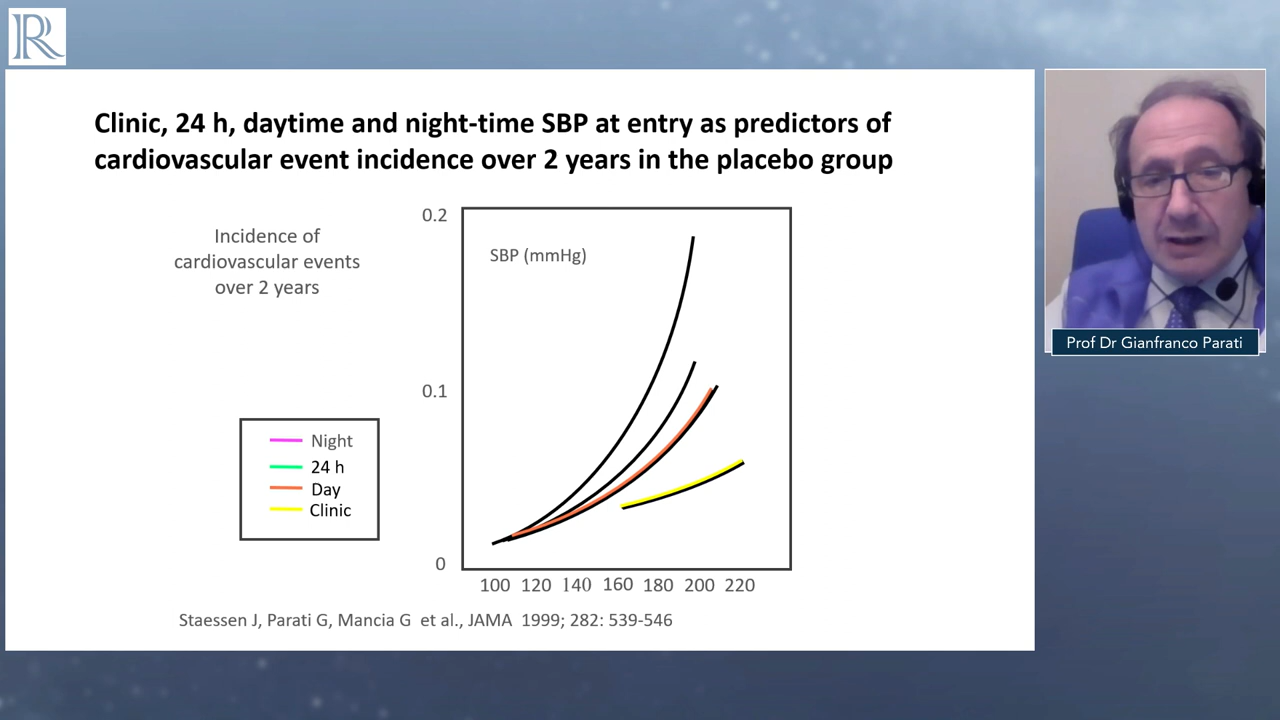 R
Clinic, 24 h, daytime and night-time SBP at entry as predictors of
cardiovascular event incidence over 2 years in the placebo group
Incidence of
cardiovascular events
over 2 years
0.2
SBP (mmHg)
0.1
0
Night
24 h
Day
Clinic
100 120 140 160 180 200 220
Staessen J, Parati G, Mancia G et al., JAMA 1999; 282: 539-546
Prof Dr Gianfranco Parati